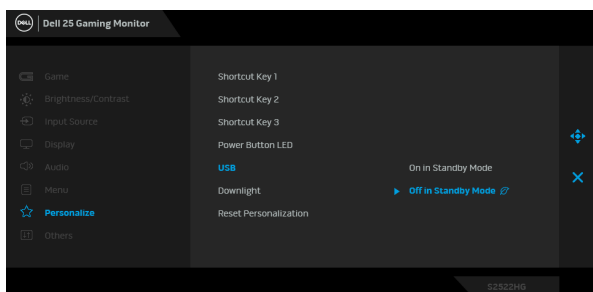 DELL Dell 25 Gaming Monitor
Game
Brightness/Contrast
Input Source
Display
Audio
Menu
Personalize
Others
Shortcut Key 1
Shortcut Key 2
Shortcut Key 3
Power Button LED
USB
Downlight
Reset Personalization
On in Standby Mode
Off in Standby Mode
S2522HG